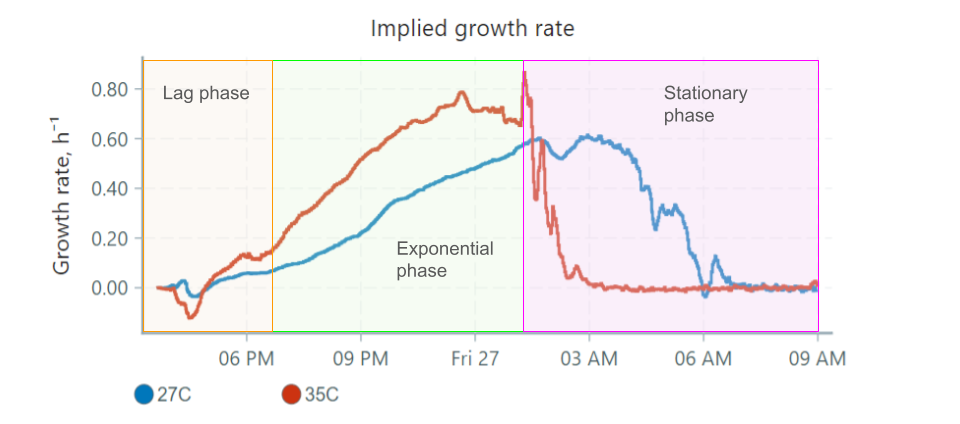 Implied growth rate
Growth rate, h⁻¹
0.80
0.60
0.40
0.20
0.00
Lag phase
Exponential
phase
Stationary
phase
06 PM 09 PM Fri 27 03 AM 06 AM 09 AM
27C 35C